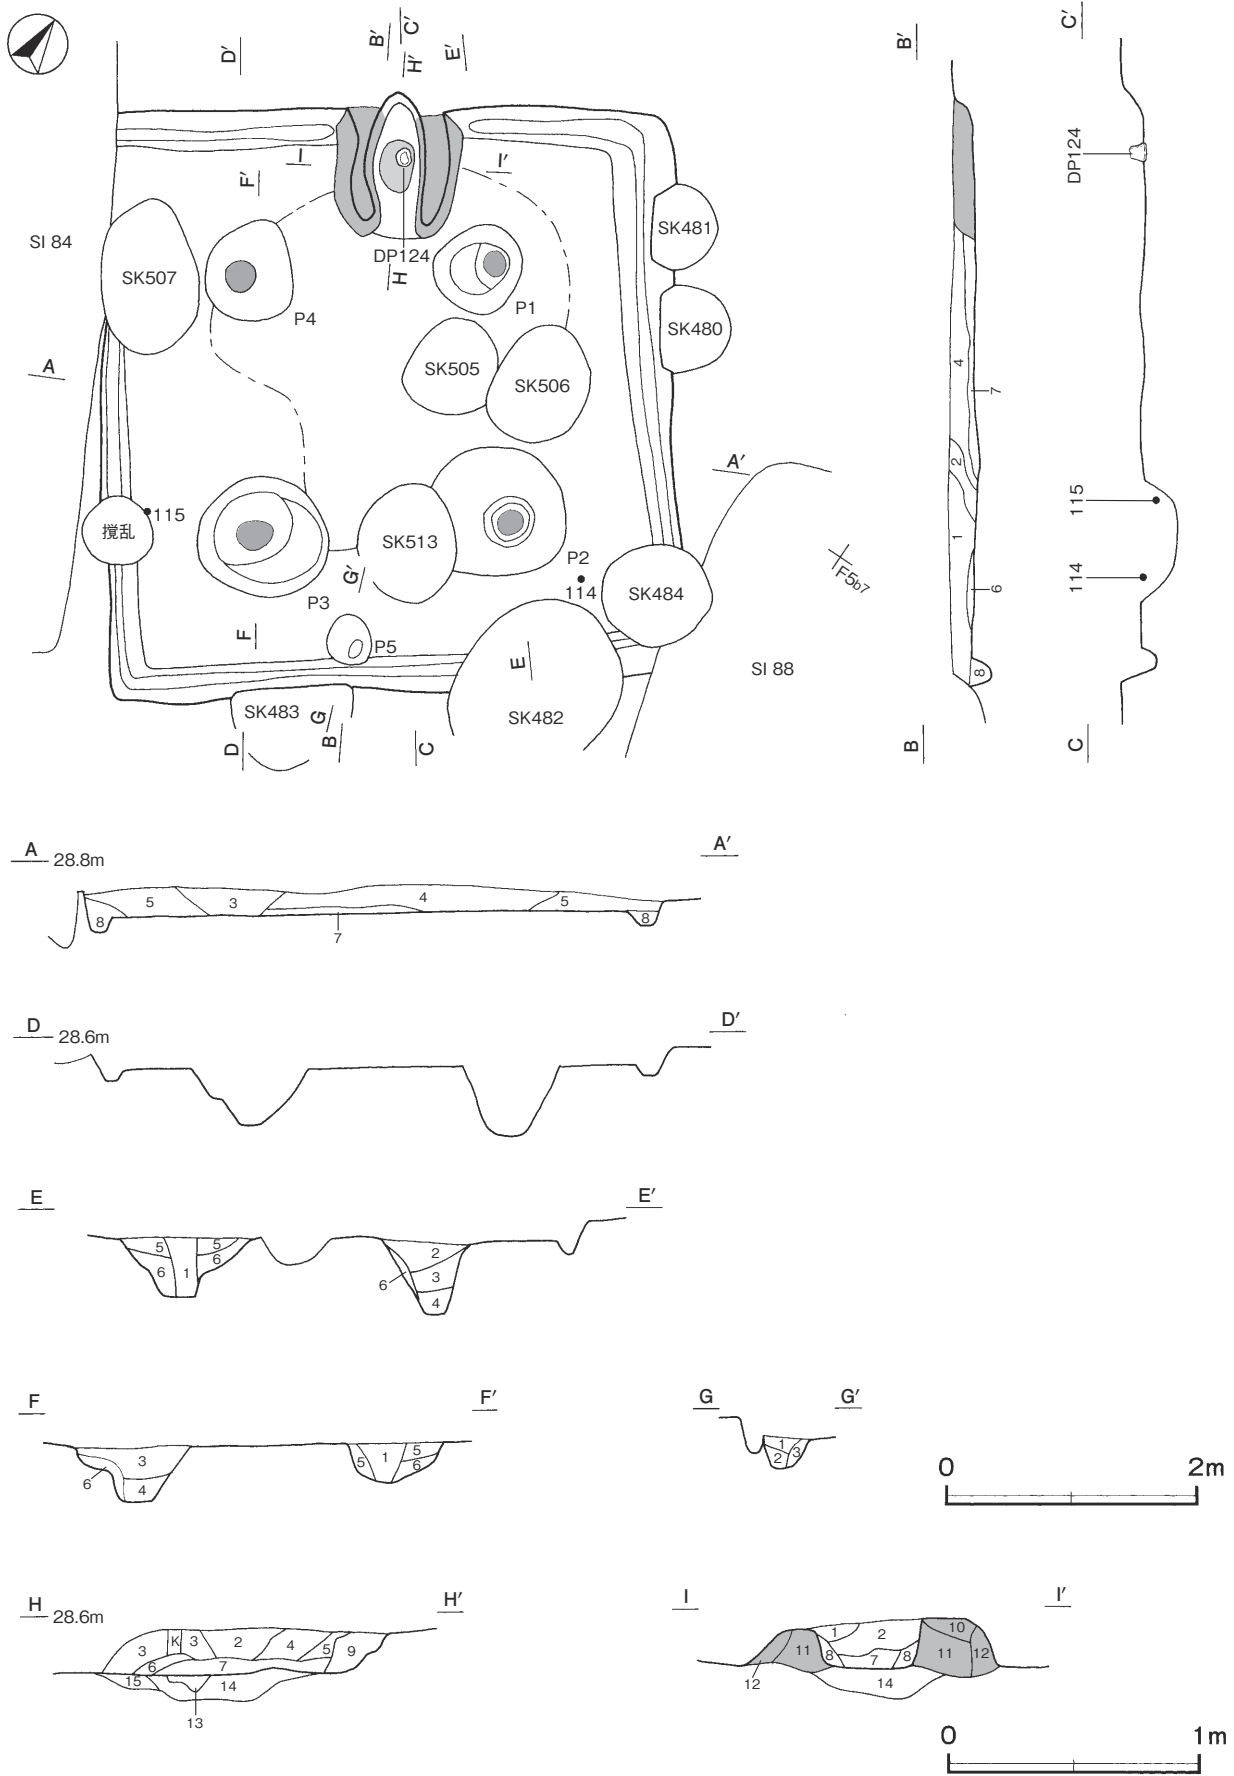 D′
B′
C′
H′
E′
B′
C′
I
I′
F′
SI 84
SK507
SK481
DP124
H
P4
P1
SK480
SK505
SK506
A
A′
DP124
4
7
2
1
6
8
115
114
115
撹乱
SK513
G′
P2
114
SK484
F5b7
P3
F
P5
E
SI 88
SK483
G
SK482
D
B
C
B
C
A
28.8m
A′
5
3
4
5
8
7
8
D
28.6m
D′
E
E′
5
5
6
6
1
2
6
3
4
F
F′
3
6
4
5
1
5
6
G
G′
1
2
3
0
2m
H
28.6m
H′
3
K
3
2
4
5
9
6
7
15
14
13
I
I′
1
2
10
11
8
7
8
11
12
12
14
0
1m